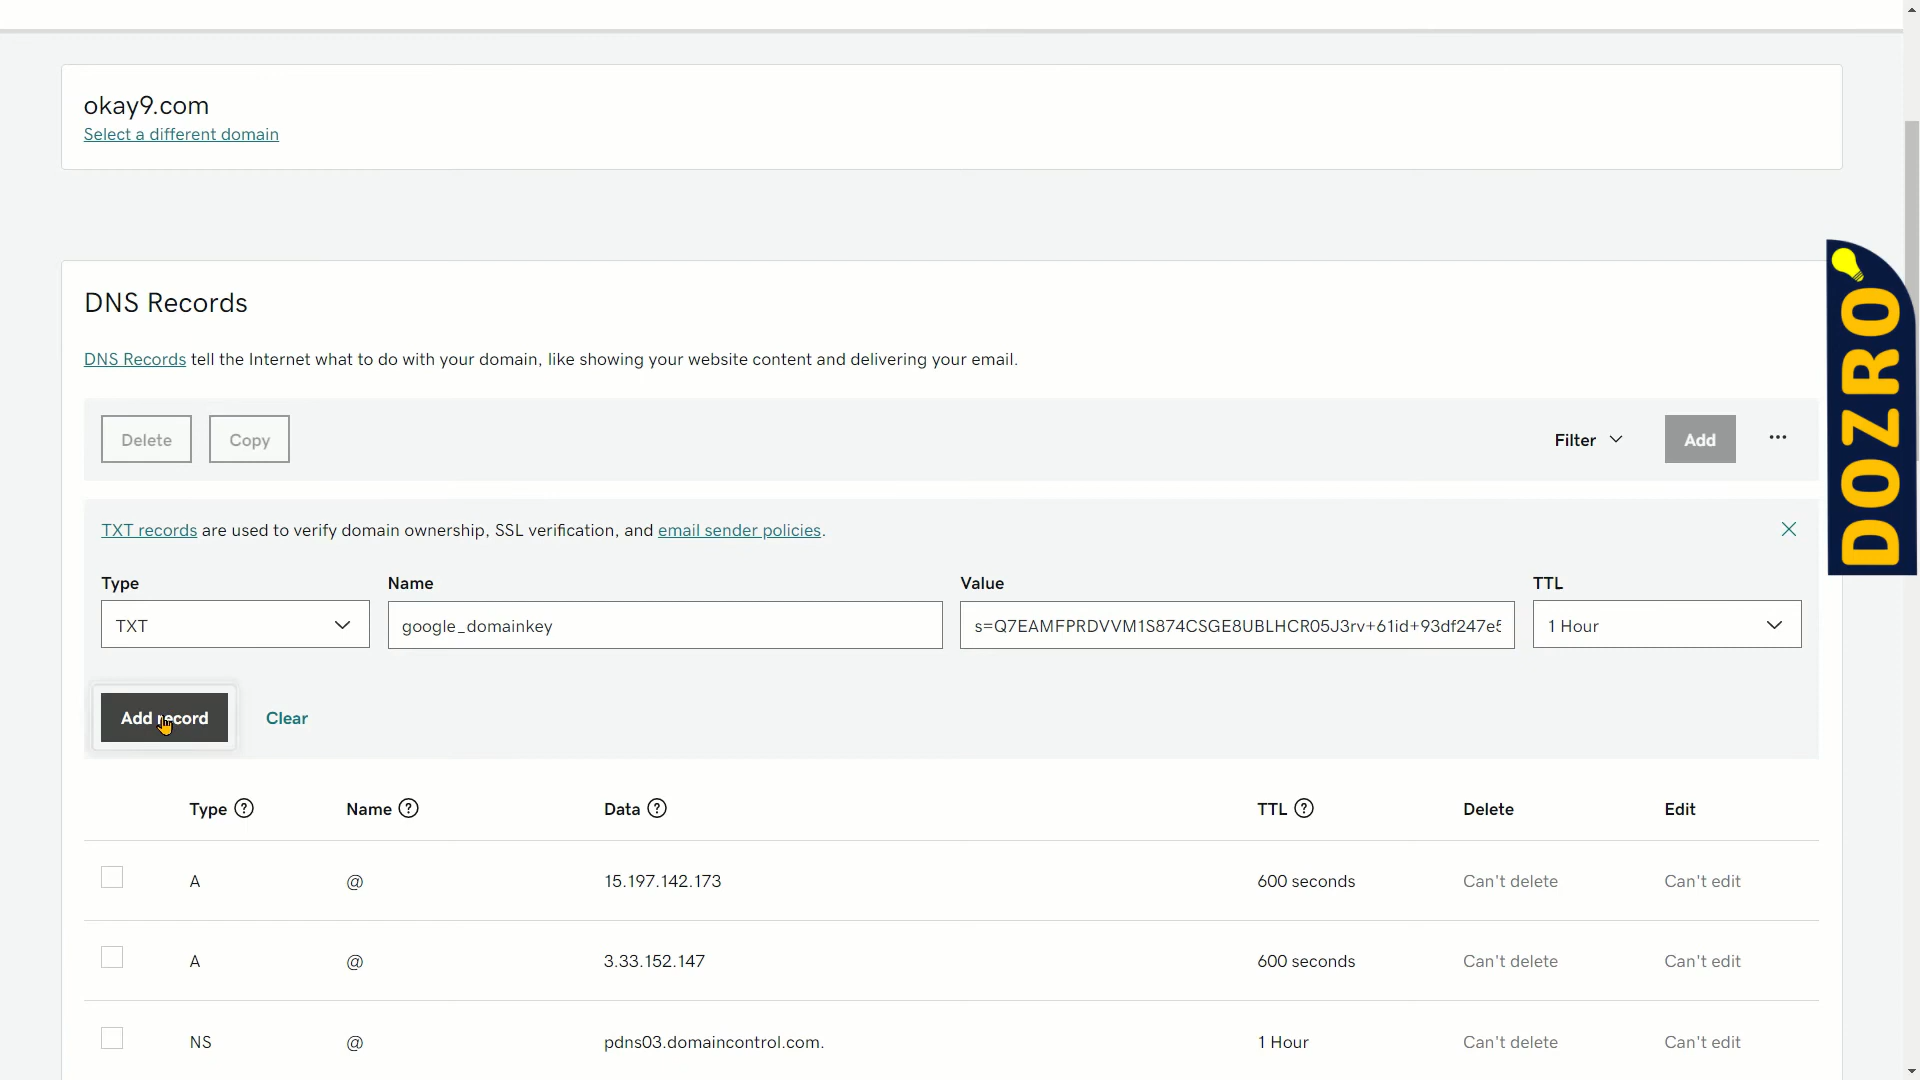 okay9.com
Select a different domain
DNS Records
DNS Records tell the Internet what to do with your domain, like showing your website content and delivering your email.
Delete Copy Filter Add ...
TXT records are used to verify domain ownership, SSL verification, and email sender policies.
Type Name Value TTL
TXT google_domainkey s=Q7EAMFPRDVVM1S874CSGE8UBLHCR05J3rv+61id+93df247e5 1 Hour
Add record Clear
Type ? Name ? Data ? TTL ? Delete Edit
A @ 15.197.142.173 600 seconds Can't delete Can't edit
A @ 3.33.152.147 600 seconds Can't delete Can't edit
NS @ pdns03.domaincontrol.com. 1 Hour Can't delete Can't edit
DOZRO